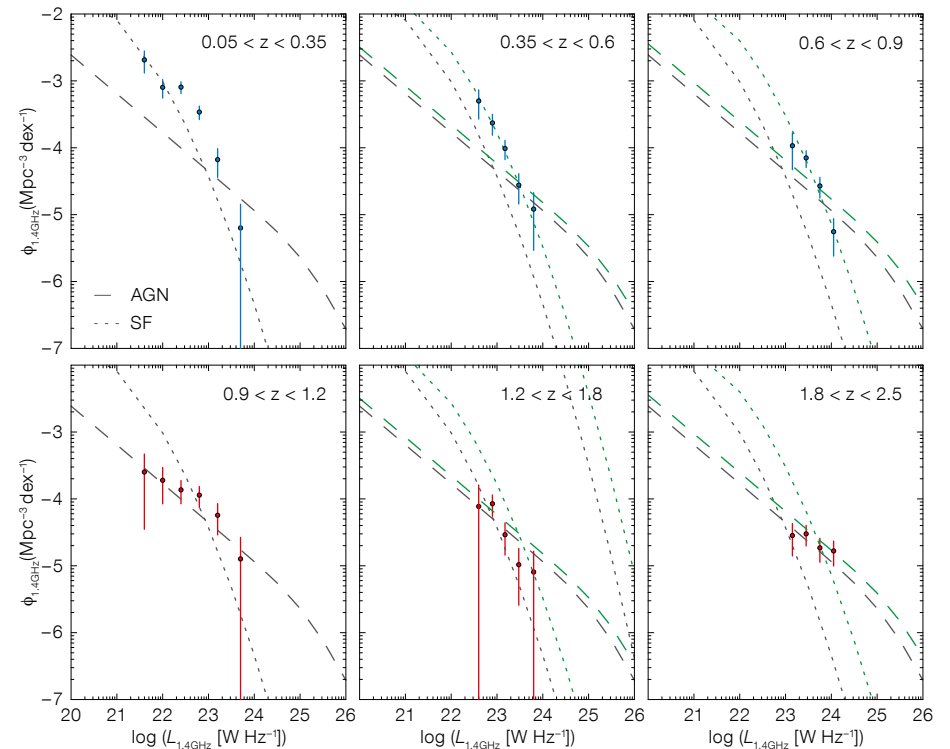 −2
−3
−4
−5
−6
−7
ϕ1.4GHz(Mpc−3 dex−1)
0.05 < z < 0.35
AGN
SF
0.35 < z < 0.6
0.6 < z < 0.9
−3
−4
−5
−6
−7
ϕ1.4GHz(Mpc−3 dex−1)
0.9 < z < 1.2
1.2 < z < 1.8
1.8 < z < 2.5
20 21 22 23 24 25 26
21 22 23 24 25 26
21 22 23 24 25 26
log (L1.4GHz [W Hz−1])
log (L1.4GHz [W Hz−1])
log (L1.4GHz [W Hz−1])